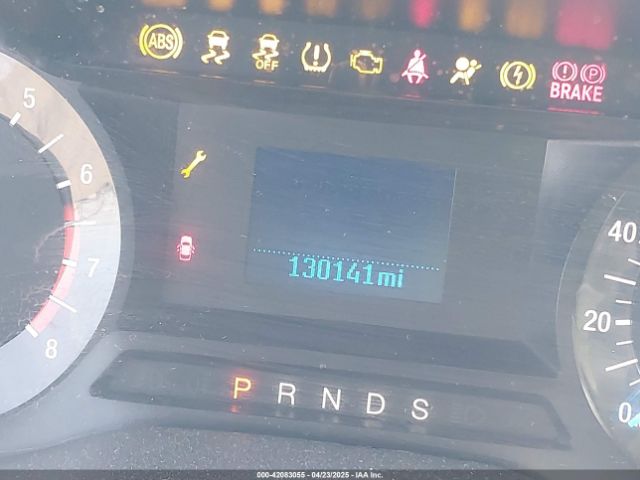 ABS
OFF
BRAKE
P
5
6
7
8
130141mi
40
20
0
P R N D S
000-42083055 - 04/23/2025 - IAA Inc.